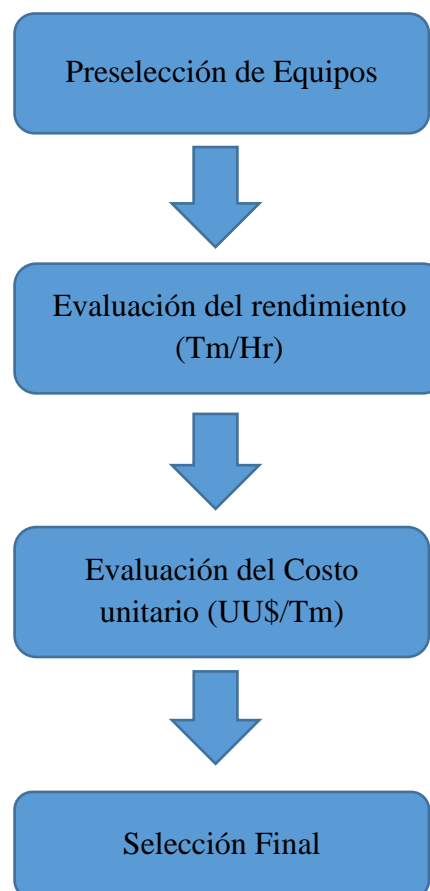 Preselección de Equipos
Evaluación del rendimiento
(Tm/Hr)
Evaluación del Costo
unitario (UU$/Tm)
Selección Final